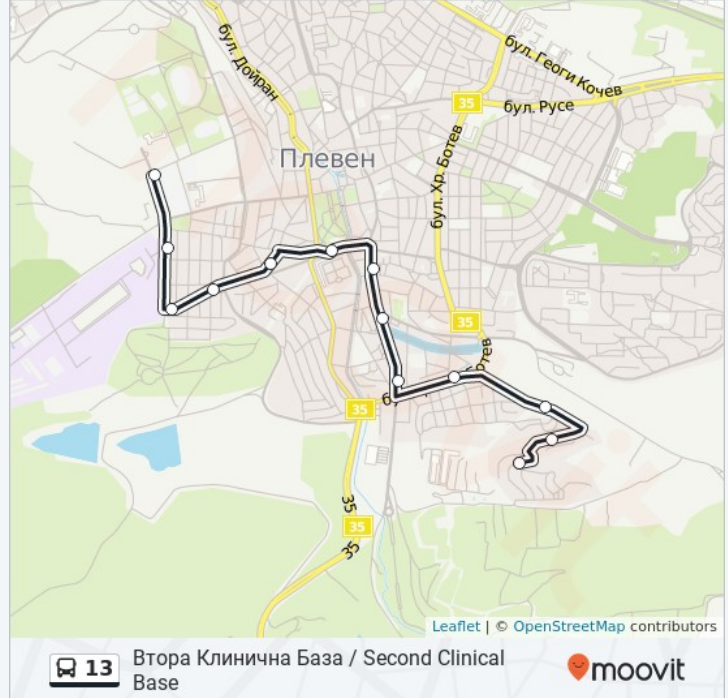 бул. Дойран
бул. Геоги Кочев
35
бул. Русе
Плевен
бул. Хр. Ботев
35
35
35
35
35
Leaflet | © OpenStreetMap contributors
13
Втора Клинична База / Second Clinical
Base
moovit